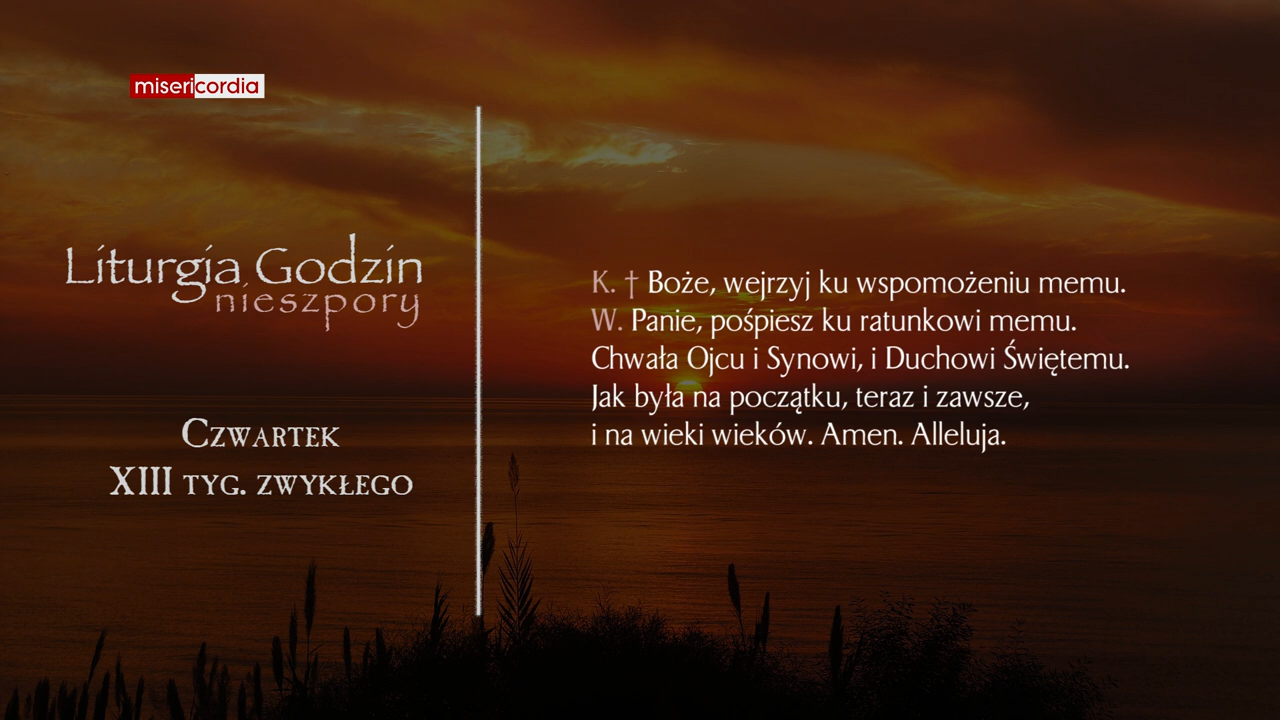 misericordia
Liturgia Godzin
nieszpory
Czwartek
XIII tyg. zwykłego
K. † Boże, wejrzyj ku wspomożeniu memu.
W. Panie, pośpiesz ku ratunkowi memu.
Chwała Ojcu i Synowi, i Duchowi Świętemu.
Jak była na początku, teraz i zawsze,
i na wieki wieków. Amen. Alleluja.